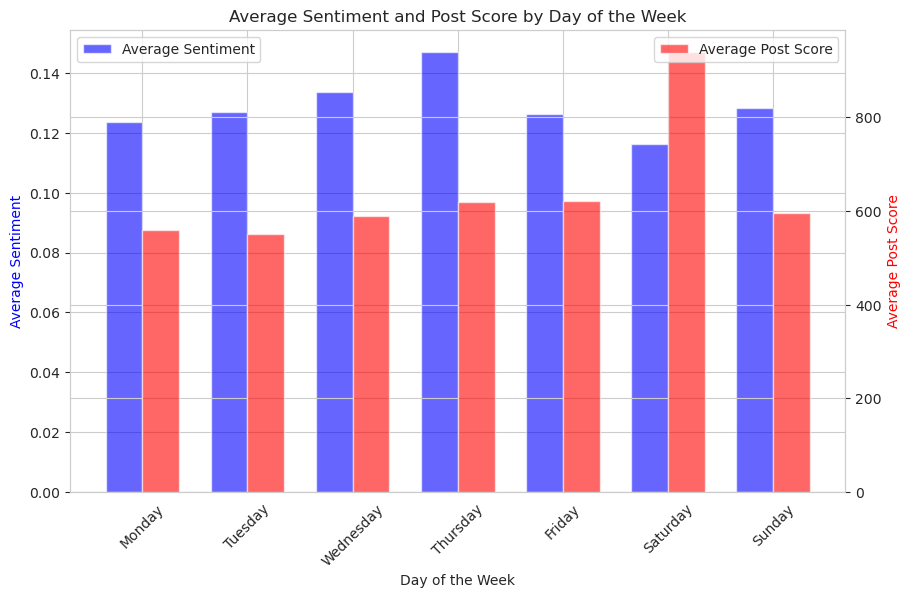 Average Sentiment and Post Score by Day of the Week
Average Sentiment
Average Post Score
0.14
0.12
0.10
0.08
0.06
0.04
0.02
0.00
Average Sentiment
800
600
400
200
0
Average Post Score
Monday
Tuesday
Wednesday
Thursday
Friday
Saturday
Sunday
Day of the Week